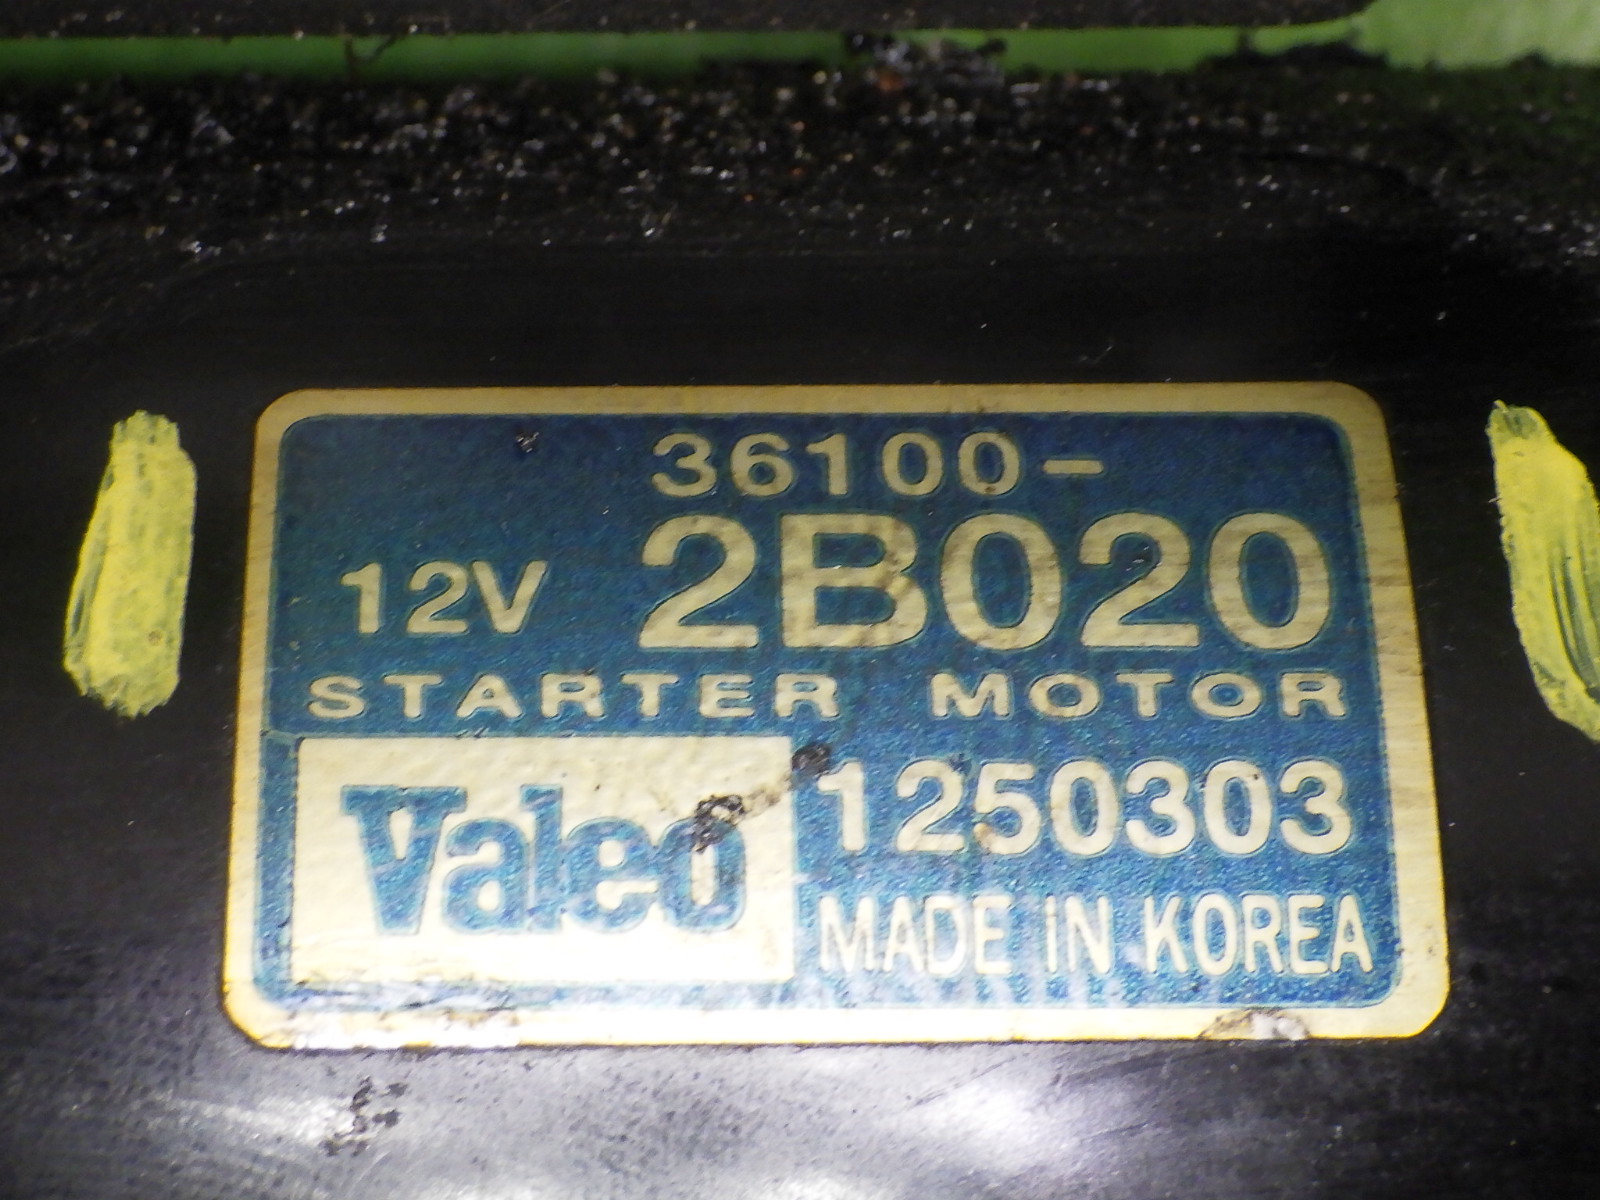 36100-
12V 2B020
STARTER MOTOR
Valeo 1250303
MADE IN KOREA